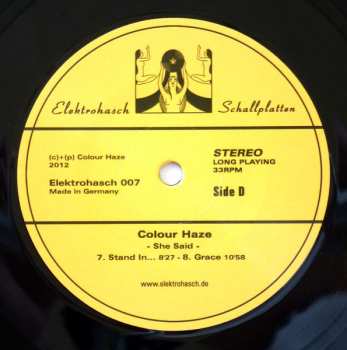 Elektrohasch Schallplatten
(c)+(p) Colour Haze
2012
STEREO
LONG PLAYING
33RPM
Elektrohasch 007
Made in Germany
Side D
Colour Haze
- She Said -
7. Stand In... 8'27 - 8. Grace 10'58
www.elektrohasch.de